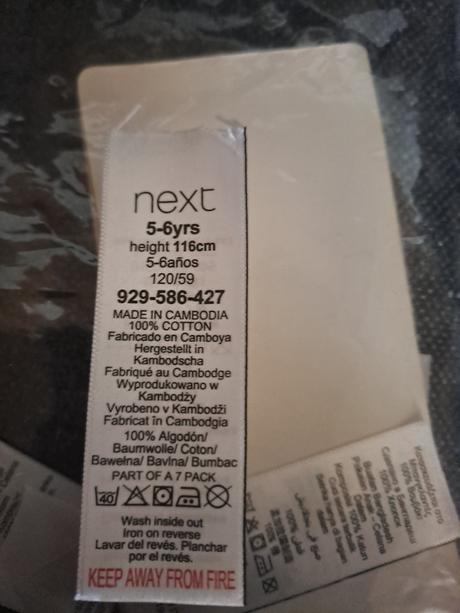 next
5-6yrs
height 116cm
5-6años
120/59
929-586-427
MADE IN CAMBODIA
100% COTTON
Fabricado en Camboya
Hergestellt in
Kambodscha
Fabriqué au Cambodge
Wyprodukowano w
Kambodży
Vyrobeno v Kambodži
Fabricat în Cambodgia
100% Algodón/
Baumwolle/ Coton/
Bawełna/ Bavlna/ Bumbac
PART OF A 7 PACK
40
Wash inside out
Iron on reverse
Lavar del revés. Planchar
por el revés.
KEEP AWAY FROM FIRE